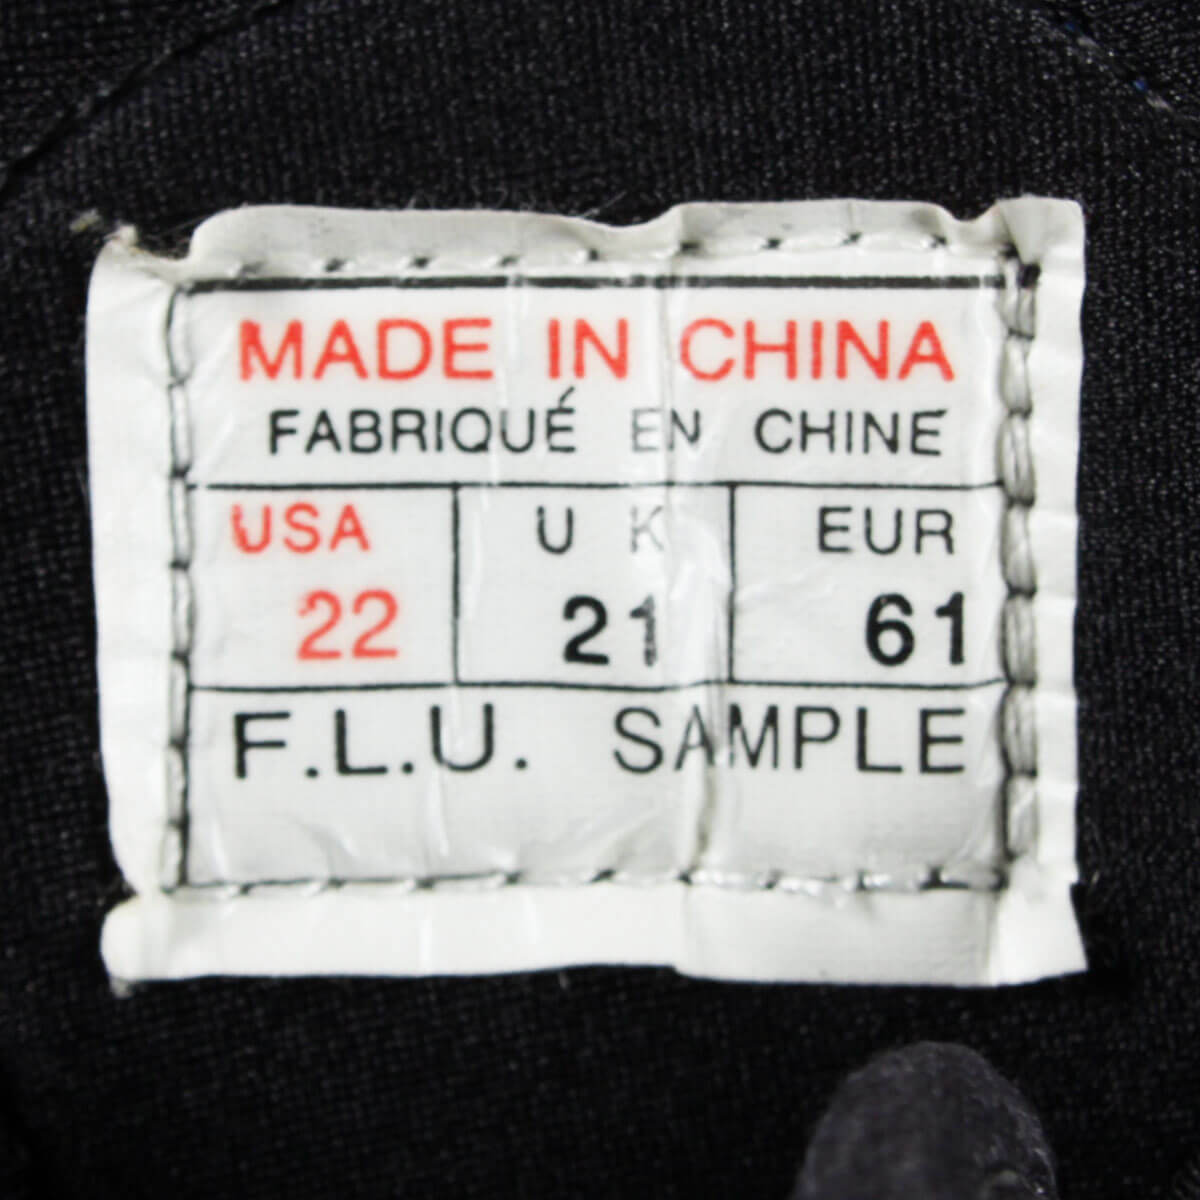 MADE IN CHINA
FABRIQUÉ EN CHINE
USA U K EUR
22 21 61
F.L.U. SAMPLE